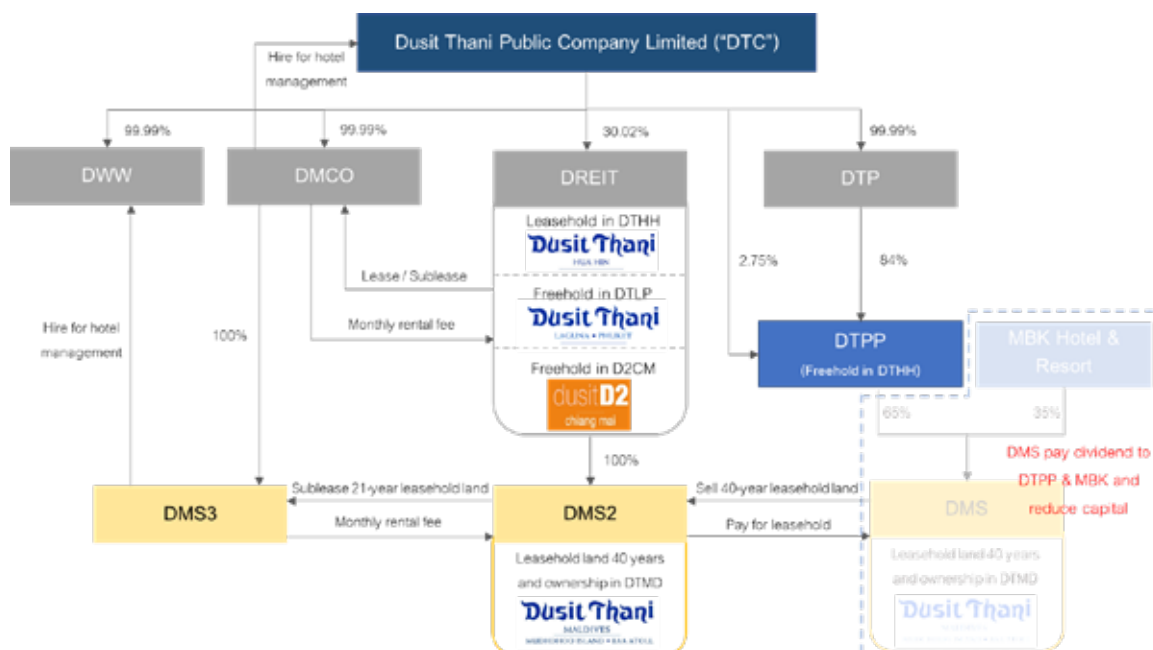 Dusit Thani Public Company Limited ("DTC")
Hire for hotel
management
99.99%
99.99%
30.02%
99.99%
DWW
DMCO
DREIT
DTP
Leasehold in DTHH
Dusit Thani
HUA HIN
2.75%
84%
Lease / Sublease
Freehold in DTLP
Dusit Thani
LAGUNA • PHUKET
Hire for hotel
management
100%
Monthly rental fee
DTPP
(Freehold in DTHH)
MBK Hotel &
Resort
Freehold in D2CM
dusitD2
chiang mai
65%
35%
100%
DMS pay dividend to
DTPP & MBK and
reduce capital
Sublease 21-year leasehold land
Sell 40-year leasehold land
DMS3
DMS2
DMS
Monthly rental fee
Pay for leasehold
Leasehold land 40 years
and ownership in DTMD
Dusit Thani
MALDIVES
Leasehold land 40 years
and ownership in DTMD
Dusit Thani